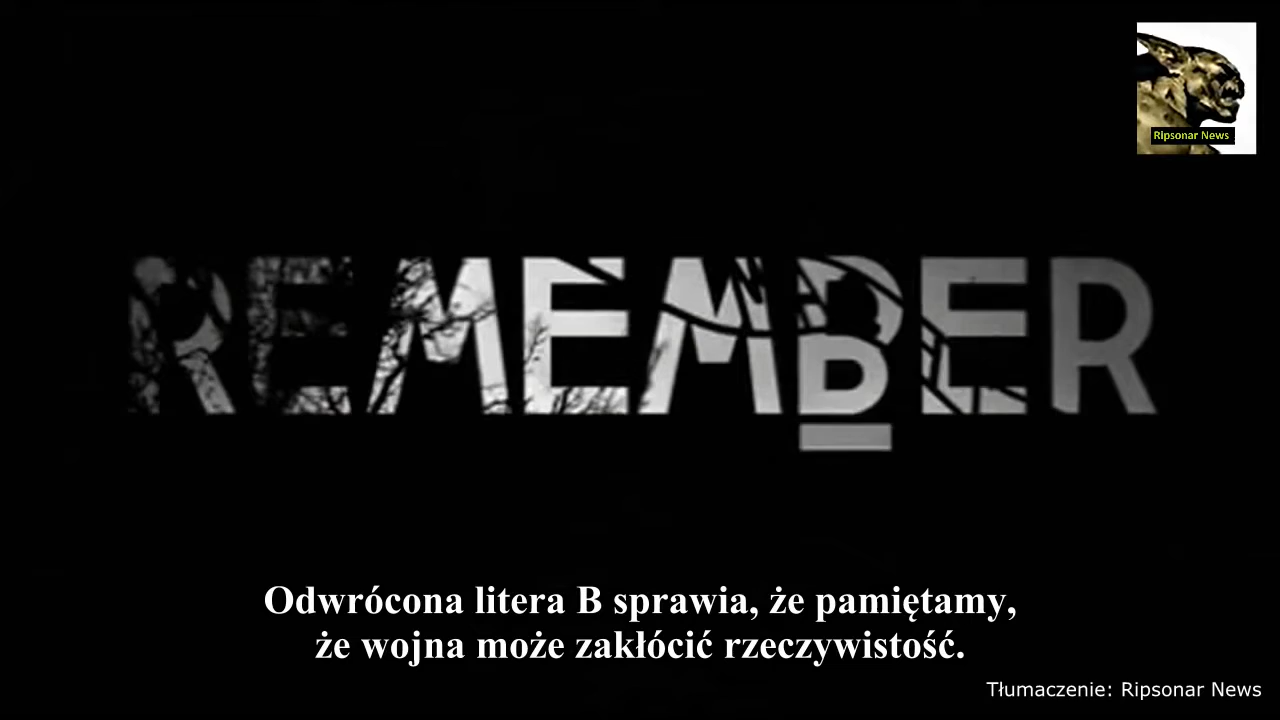 Ripsonar News
REMEMBER
Odwrócona litera B sprawia, że pamiętamy,
że wojna może zakłócić rzeczywistość.
Tłumaczenie: Ripsonar News